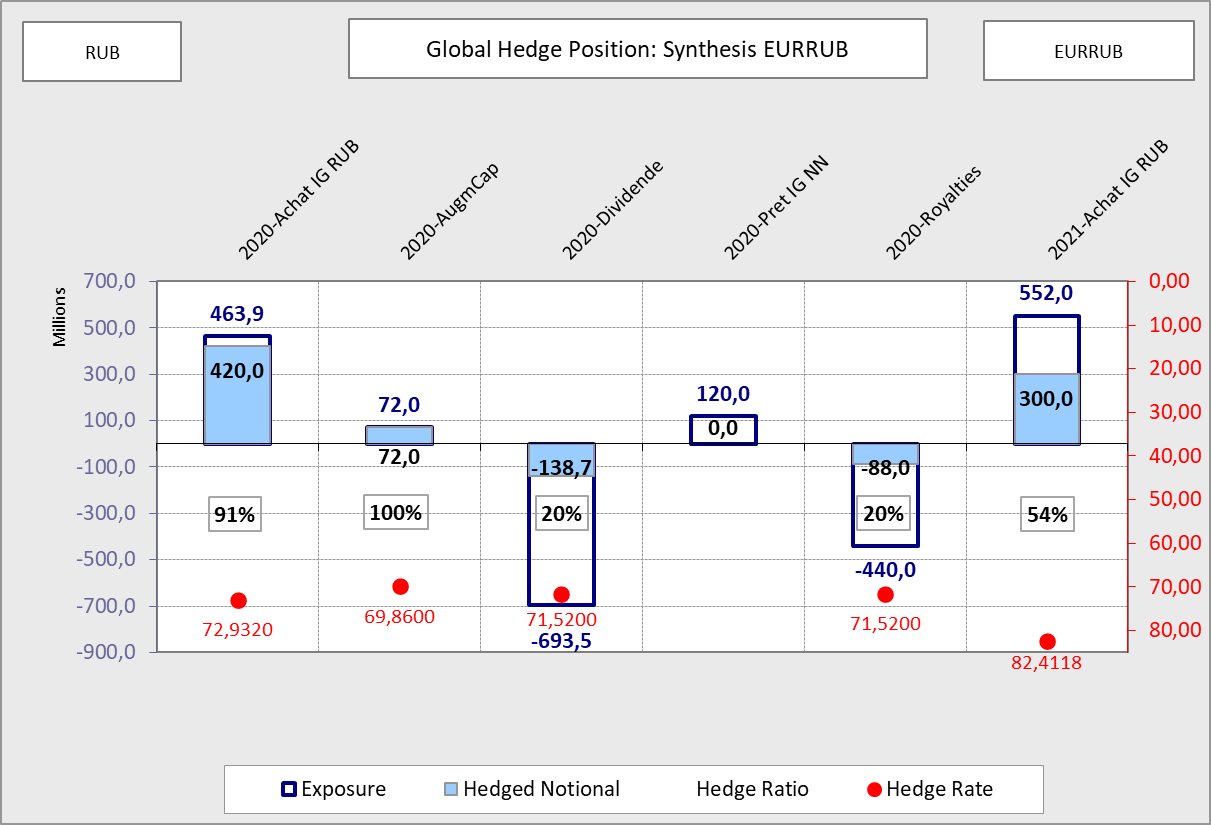 RUB
Global Hedge Position: Synthesis EURRUB
EURRUB
2020-Achat IG RUB
2020-AugmCap
2020-Dividende
2020-Pret IG NN
2020-Royalties
2021-Achat IG RUB
Millions
700,0
500,0
300,0
100,0
-100,0
-300,0
-500,0
-700,0
-900,0
463,9
420,0
91%
72,9320
72,0
72,0
100%
69,8600
-138,7
20%
71,5200
-693,5
120,0
0,0
-88,0
20%
-440,0
71,5200
552,0
300,0
54%
82,4118
0,00
10,00
20,00
30,00
40,00
50,00
60,00
70,00
80,00
Exposure
Hedged Notional
Hedge Ratio
Hedge Rate